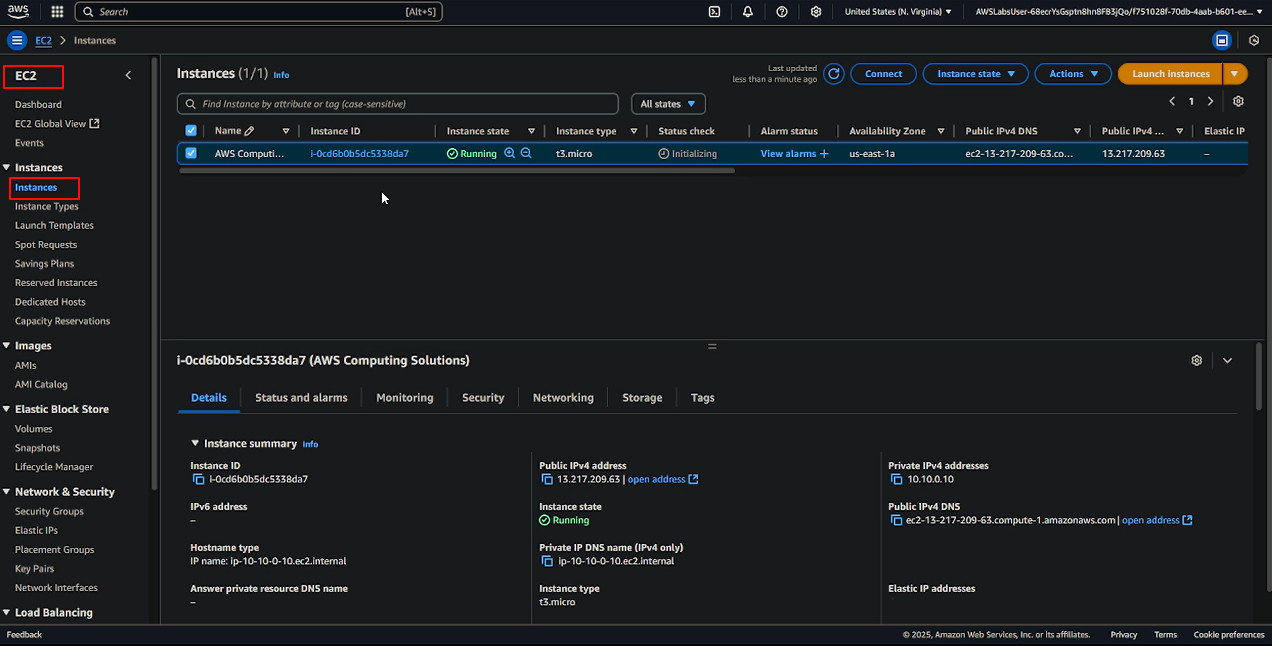 aws
Search
[Alt+S]
United States (N. Virginia)
AWSLabsUser-68ecrYsGsptn8hn8FB3jQo/f751028f-70db-4aab-b601-ee...
EC2
Instances
EC2
Dashboard
EC2 Global View
Events
Instances
Instances
Instance Types
Launch Templates
Spot Requests
Savings Plans
Reserved Instances
Dedicated Hosts
Capacity Reservations
Images
AMIs
AMI Catalog
Elastic Block Store
Volumes
Snapshots
Lifecycle Manager
Network & Security
Security Groups
Elastic IPs
Placement Groups
Key Pairs
Network Interfaces
Load Balancing
Instances (1/1) Info
Last updated
less than a minute ago
Connect
Instance state
Actions
Launch instances
Find Instance by attribute or tag (case-sensitive)
All states
1
Name Instance ID Instance state Instance type Status check Alarm status Availability Zone Public IPv4 DNS Public IPv4 ... Elastic IP
AWS Computi... i-0cd6b0b5dc5338da7 Running t3.micro Initializing View alarms + us-east-1a ec2-13-217-209-63.co... 13.217.209.63 –
i-0cd6b0b5dc5338da7 (AWS Computing Solutions)
Details Status and alarms Monitoring Security Networking Storage Tags
Instance summary Info
Instance ID
i-0cd6b0b5dc5338da7
Public IPv4 address
13.217.209.63 | open address
Private IPv4 addresses
10.10.0.10
IPv6 address
–
Instance state
Running
Public IPv4 DNS
ec2-13-217-209-63.compute-1.amazonaws.com | open address
Hostname type
IP name: ip-10-10-0-10.ec2.internal
Private IP DNS name (IPv4 only)
ip-10-10-0-10.ec2.internal
Answer private resource DNS name
–
Instance type
t3.micro
Elastic IP addresses
Feedback
© 2025, Amazon Web Services, Inc. or its affiliates.
Privacy
Terms
Cookie preferences